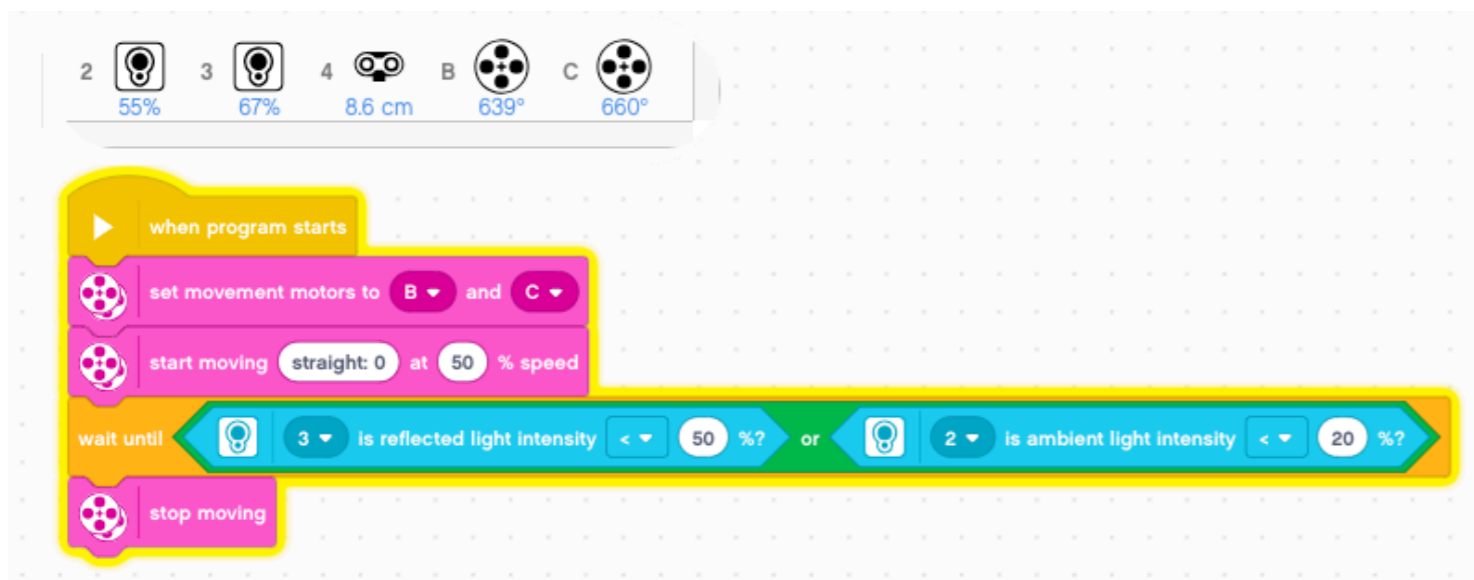 2 3 4 B C
55% 67% 8.6 cm 639° 660°
when program starts
set movement motors to B and C
start moving straight: 0 at 50 % speed
wait until 3 is reflected light intensity < 50 %? or 2 is ambient light intensity < 20 %?
stop moving